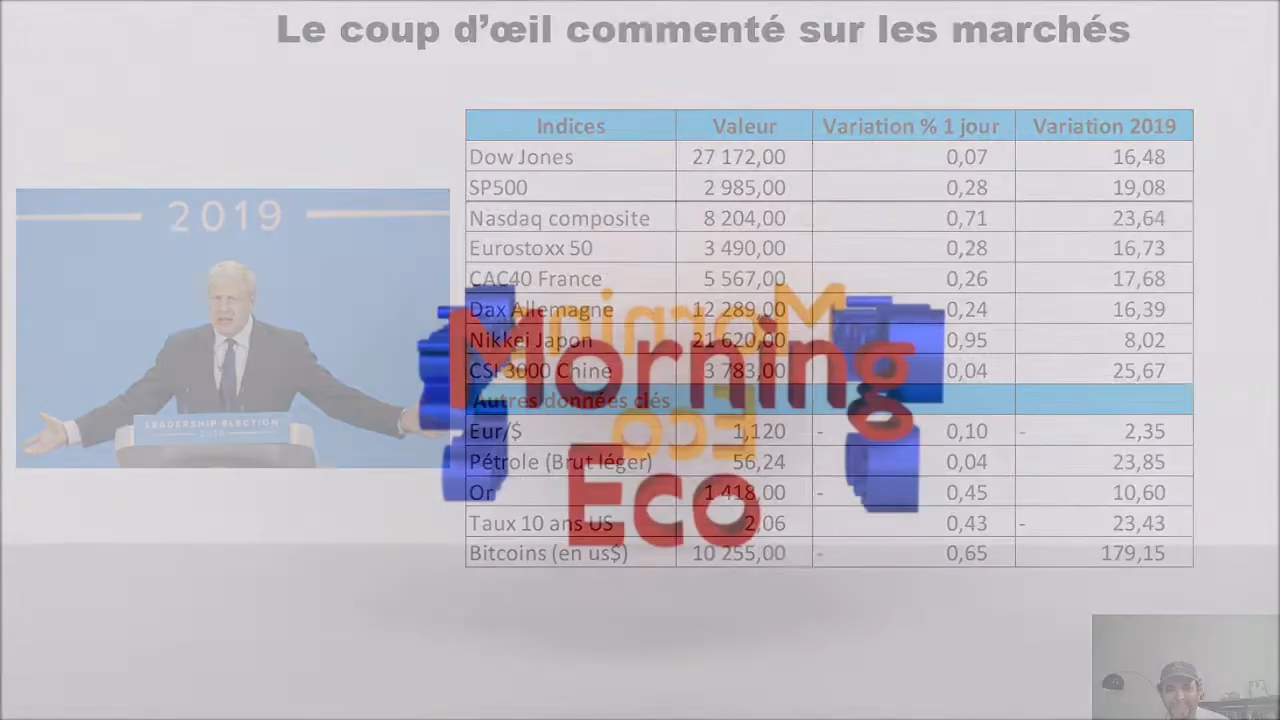 Le coup d’œil commenté sur les marchés
2019
LEADERSHIP ELECTION
Indices Valeur Variation % 1 jour Variation 2019
Dow Jones 27 172,00 0,07 16,48
SP500 2 985,00 0,28 19,08
Nasdaq composite 8 204,00 0,71 23,64
Eurostoxx 50 3 490,00 0,28 16,73
CAC40 France 5 567,00 0,26 17,68
Dax Allemagne 12 289,00 0,24 16,39
Nikkei Japon 21 620,00 0,95 8,02
CSI 3000 Chine 3 783,00 0,04 25,67
Autres données clés
Eur/$ 1,120 - 0,10 - 2,35
Pétrole (Brut léger) 56,24 0,04 23,85
Or 1 418,00 - 0,45 10,60
Taux 10 ans US 2,06 0,43 - 23,43
Bitcoins (en us$) 10 255,00 - 0,65 179,15
Morning
Eco
Morning
Eco